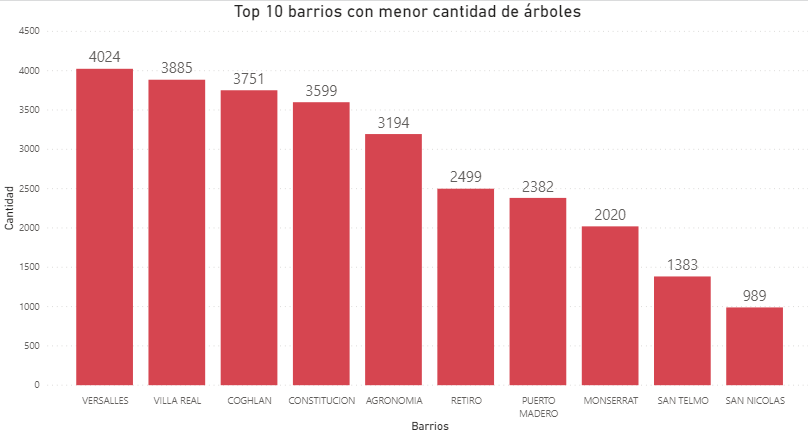 Top 10 barrios con menor cantidad de árboles
Cantidad
4500
4000
3500
3000
2500
2000
1500
1000
500
0
4024
3885
3751
3599
3194
2499
2382
2020
1383
989
VERSALLES
VILLA REAL
COGHLAN
CONSTITUCION
AGRONOMIA
RETIRO
PUERTO
MADERO
MONSERRAT
SAN TELMO
SAN NICOLAS
Barrios